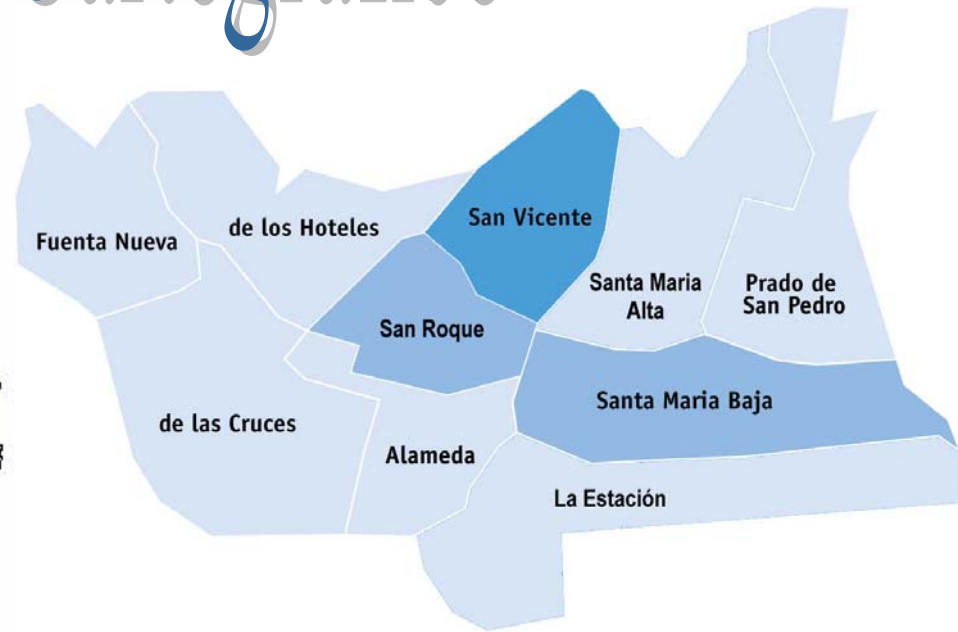 San Vicente
de los Hoteles
Fuenta Nueva
Santa Maria
Alta
Prado de
San Pedro
San Roque
Santa Maria Baja
de las Cruces
Alameda
La Estación